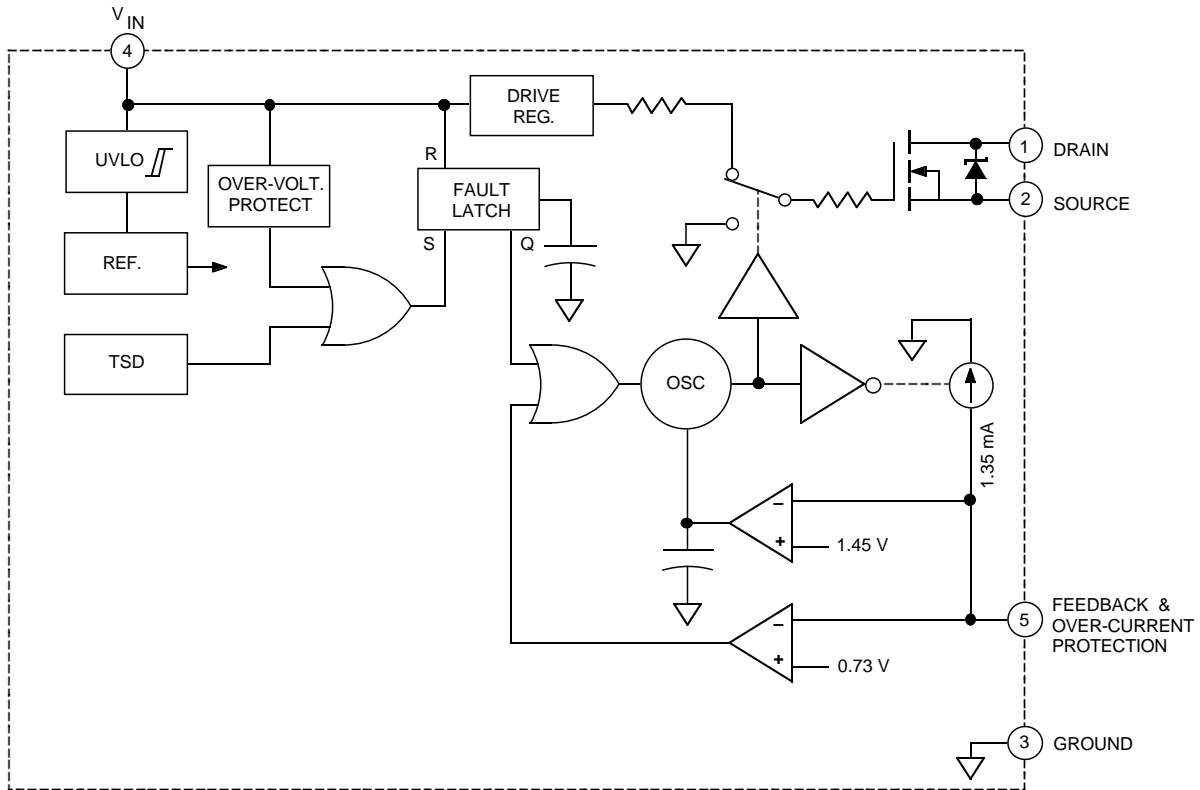 V IN
4
DRIVE
REG.
1
DRAIN
R
UVLO
OVER-VOLT.
PROTECT
FAULT
LATCH
2
SOURCE
S
Q
REF.
TSD
OSC
1.35 mA
–
+
1.45 V
–
+
0.73 V
5
FEEDBACK &
OVER-CURRENT
PROTECTION
3
GROUND